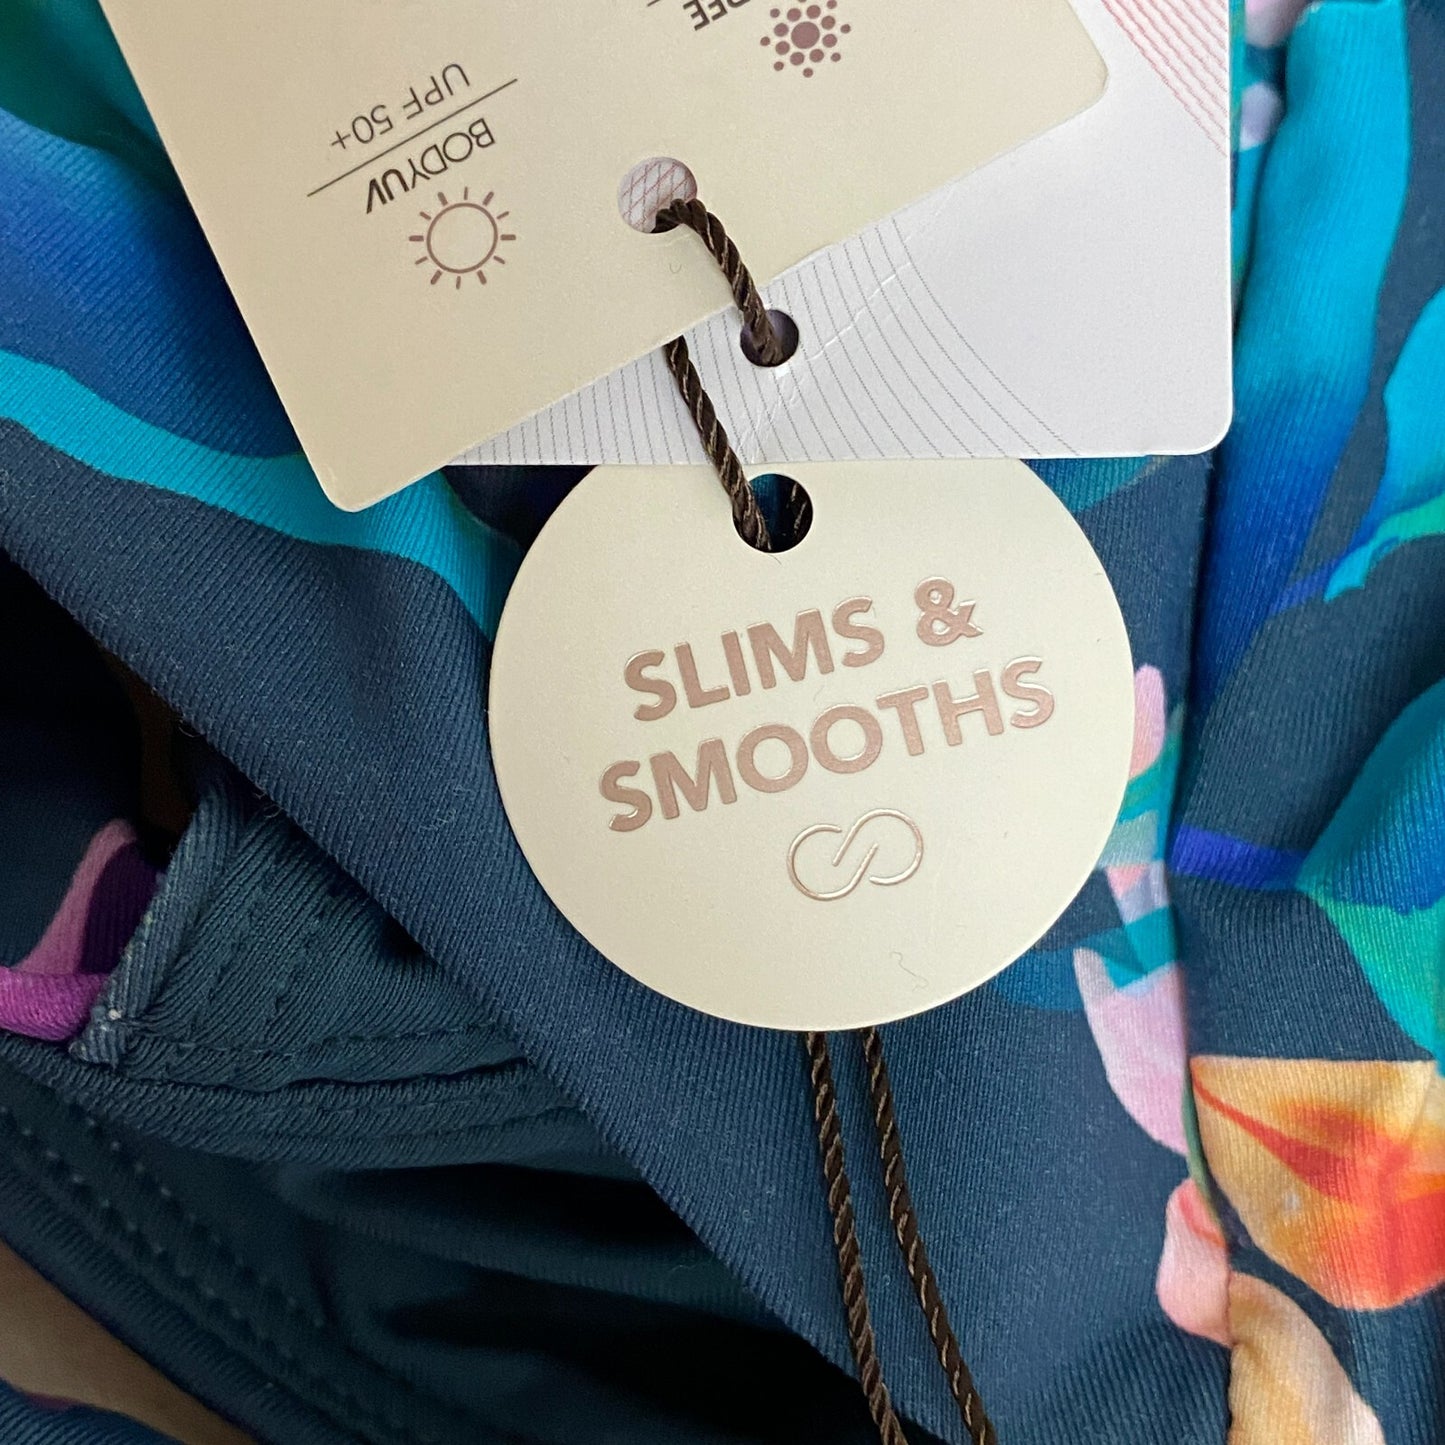 BODYUV
UPF 50+
SLIMS &
SMOOTHS